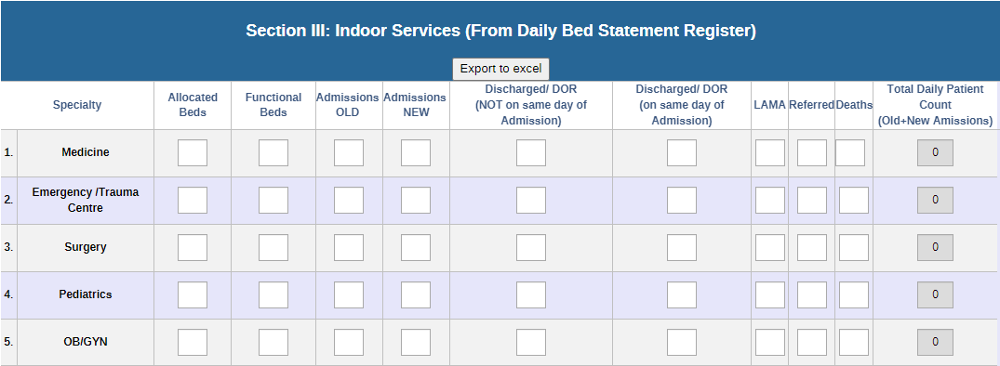 Section III: Indoor Services (From Daily Bed Statement Register)
Export to excel
Specialty
Allocated
Beds
Functional
Beds
Admissions
OLD
Admissions
NEW
Discharged/ DOR
(NOT on same day of
Admission)
Discharged/ DOR
(on same day of
Admission)
LAMA
Referred
Deaths
Total Daily Patient
Count
(Old+New Amissions)
1. Medicine 0
2. Emergency /Trauma
Centre 0
3. Surgery 0
4. Pediatrics 0
5. OB/GYN 0